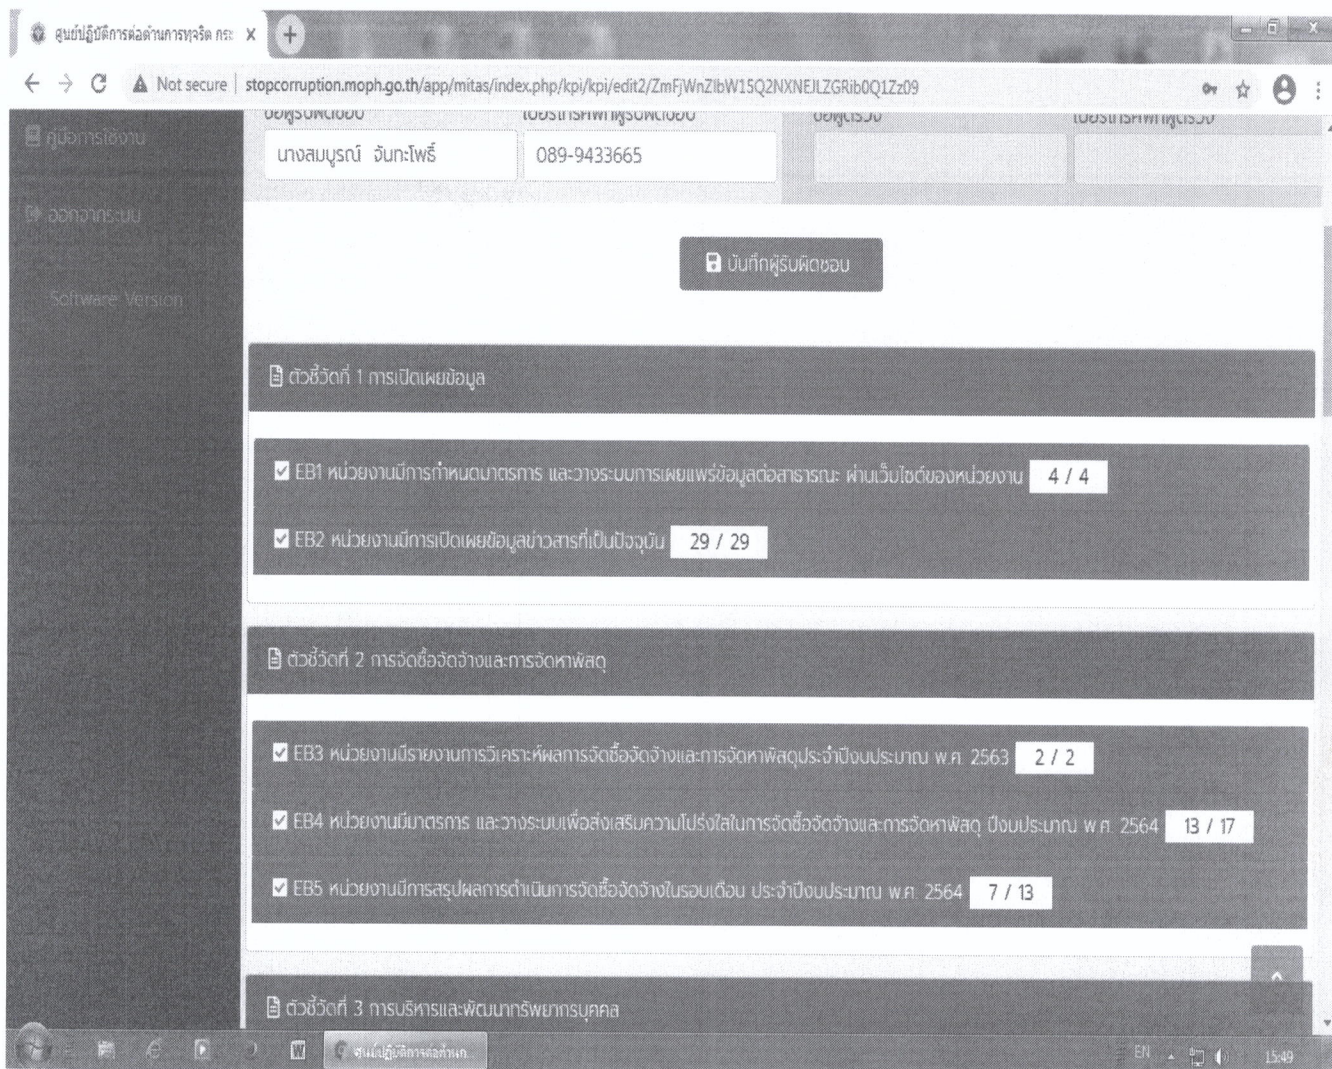 ศูนย์ปฏิบัติการต่อต้านการทุจริต กระ
Not secure | stopcorruption.moph.go.th/app/mitas/index.php/kpi/kpi/edit2/ZmFjWnZlbW15Q2NXNEJLZGRib0Q1Zz09
คู่มือการใช้งาน
นางสมบูรณ์ จันทะโพธิ์ 089-9433665
ออกจากระบบ
บันทึกผู้รับผิดชอบ
Software Version
ตัวชี้วัดที่ 1 การเปิดเผยข้อมูล
EB1 หน่วยงานมีการกำหนดมาตรการ และวางระบบการเผยแพร่ข้อมูลต่อสาธารณะ ผ่านเว็บไซต์ของหน่วยงาน 4 / 4
EB2 หน่วยงานมีการเปิดเผยข้อมูลข่าวสารที่เป็นปัจจุบัน 29 / 29
ตัวชี้วัดที่ 2 การจัดซื้อจัดจ้างและการจัดหาพัสดุ
EB3 หน่วยงานมีรายงานการวิเคราะห์ผลการจัดซื้อจัดจ้างและการจัดหาพัสดุประจำปีงบประมาณ พ.ศ. 2563 2 / 2
EB4 หน่วยงานมีมาตรการ และวางระบบเพื่อส่งเสริมความโปร่งใสในการจัดซื้อจัดจ้างและการจัดหาพัสดุ ปีงบประมาณ พ.ศ. 2564 13 / 17
EB5 หน่วยงานมีการสรุปผลการดำเนินการจัดซื้อจัดจ้างในรอบเดือน ประจำปีงบประมาณ พ.ศ. 2564 7 / 13
ตัวชี้วัดที่ 3 การบริหารและพัฒนาทรัพยากรบุคคล
EN 15:49